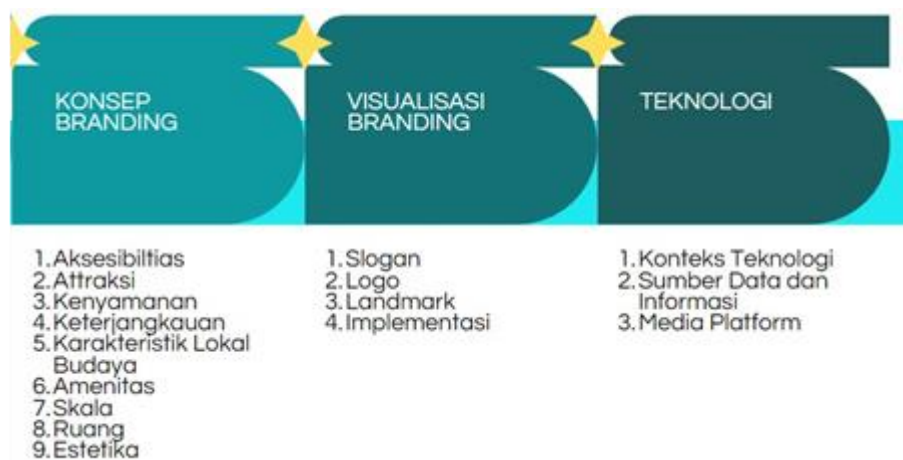 KONSEP
BRANDING
1.Aksesibiltias
2.Attraksi
3.Kenyamanan
4.Keterjangkauan
5.Karakteristik Lokal
Budaya
6.Amenitas
7.Skala
8.Ruang
9.Estetika
VISUALISASI
BRANDING
1.Slogan
2.Logo
3.Landmark
4.Implementasi
TEKNOLOGI
1.Konteks Teknologi
2.Sumber Data dan
Informasi
3.Media Platform